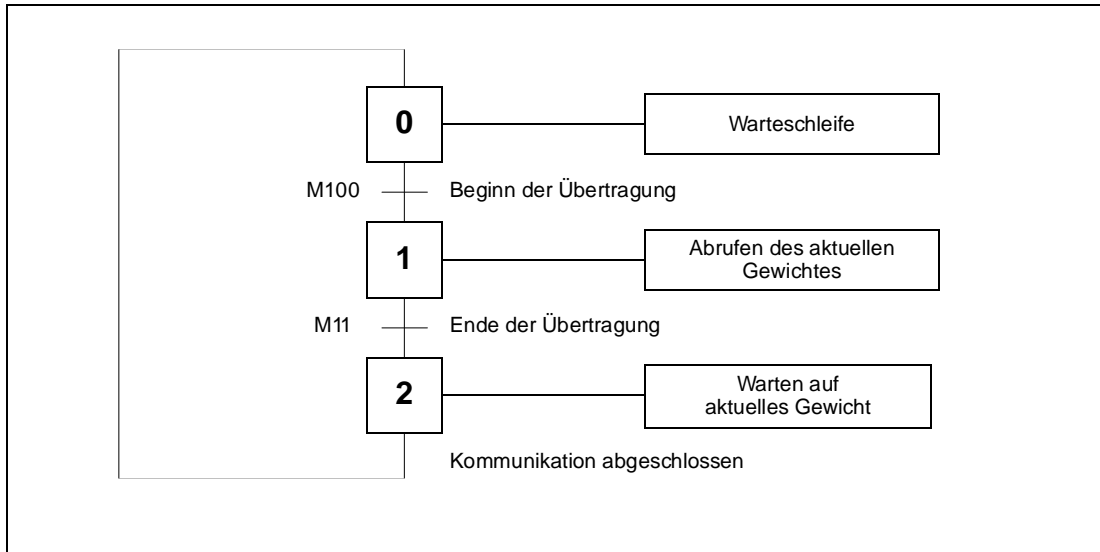 0
Warteschleife
M100
Beginn der Übertragung
1
Abrufen des aktuellen
Gewichtes
M11
Ende der Übertragung
2
Warten auf
aktuelles Gewicht
Kommunikation abgeschlossen